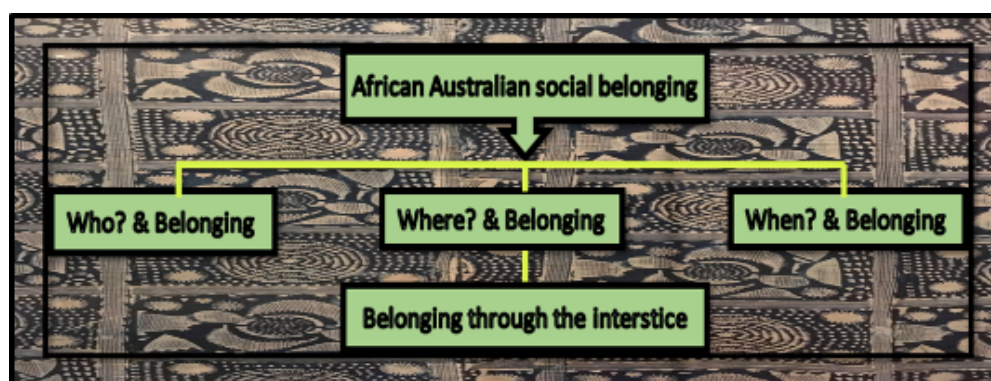 African Australian social belonging
Who? & Belonging
Where? & Belonging
When? & Belonging
Belonging through the interstice